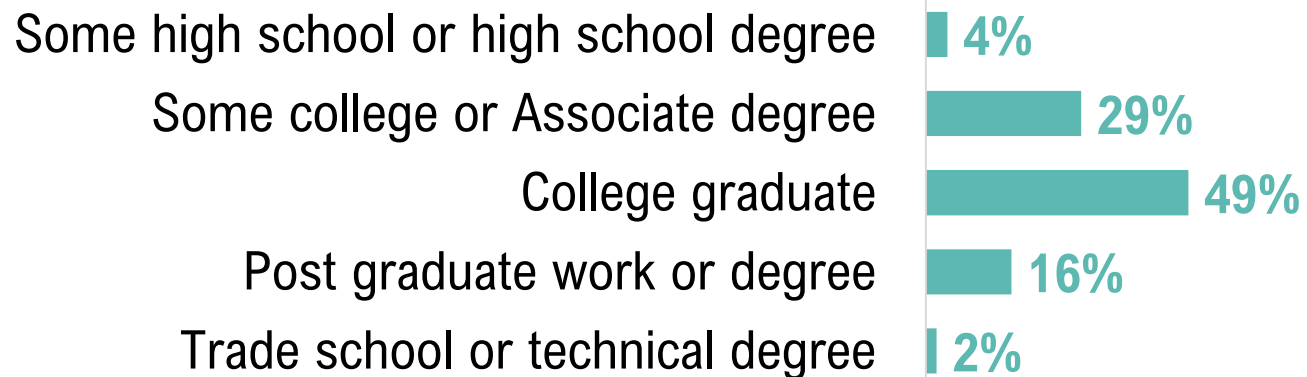 Some high school or high school degree 4%
Some college or Associate degree 29%
College graduate 49%
Post graduate work or degree 16%
Trade school or technical degree 2%